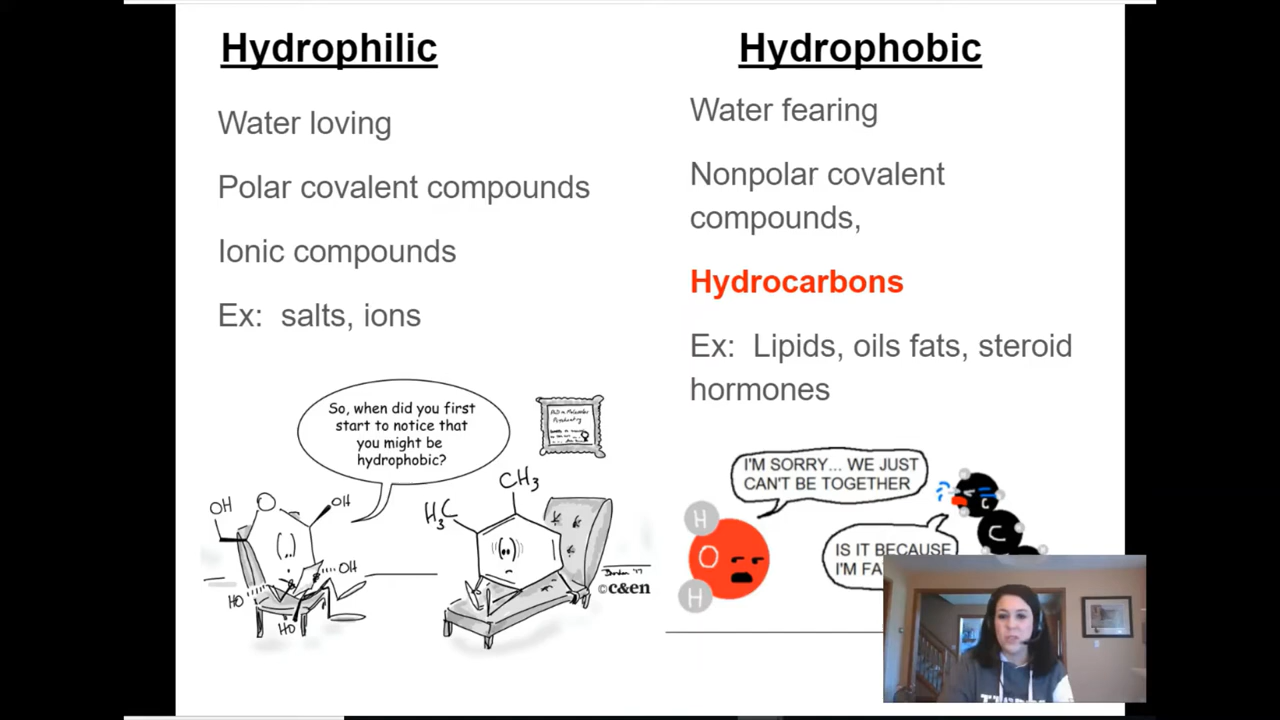 Hydrophilic
Water loving
Polar covalent compounds
Ionic compounds
Ex: salts, ions
So, when did you first
start to notice that
you might be
hydrophobic?
OH
O
OH
OH
HO
HO
CH3
H3C
©c&en
Hydrophobic
Water fearing
Nonpolar covalent
compounds,
Hydrocarbons
Ex: Lipids, oils fats, steroid
hormones
I'M SORRY... WE JUST
CAN'T BE TOGETHER
IS IT BECAUSE
I'M FA
H
O
H
C
C